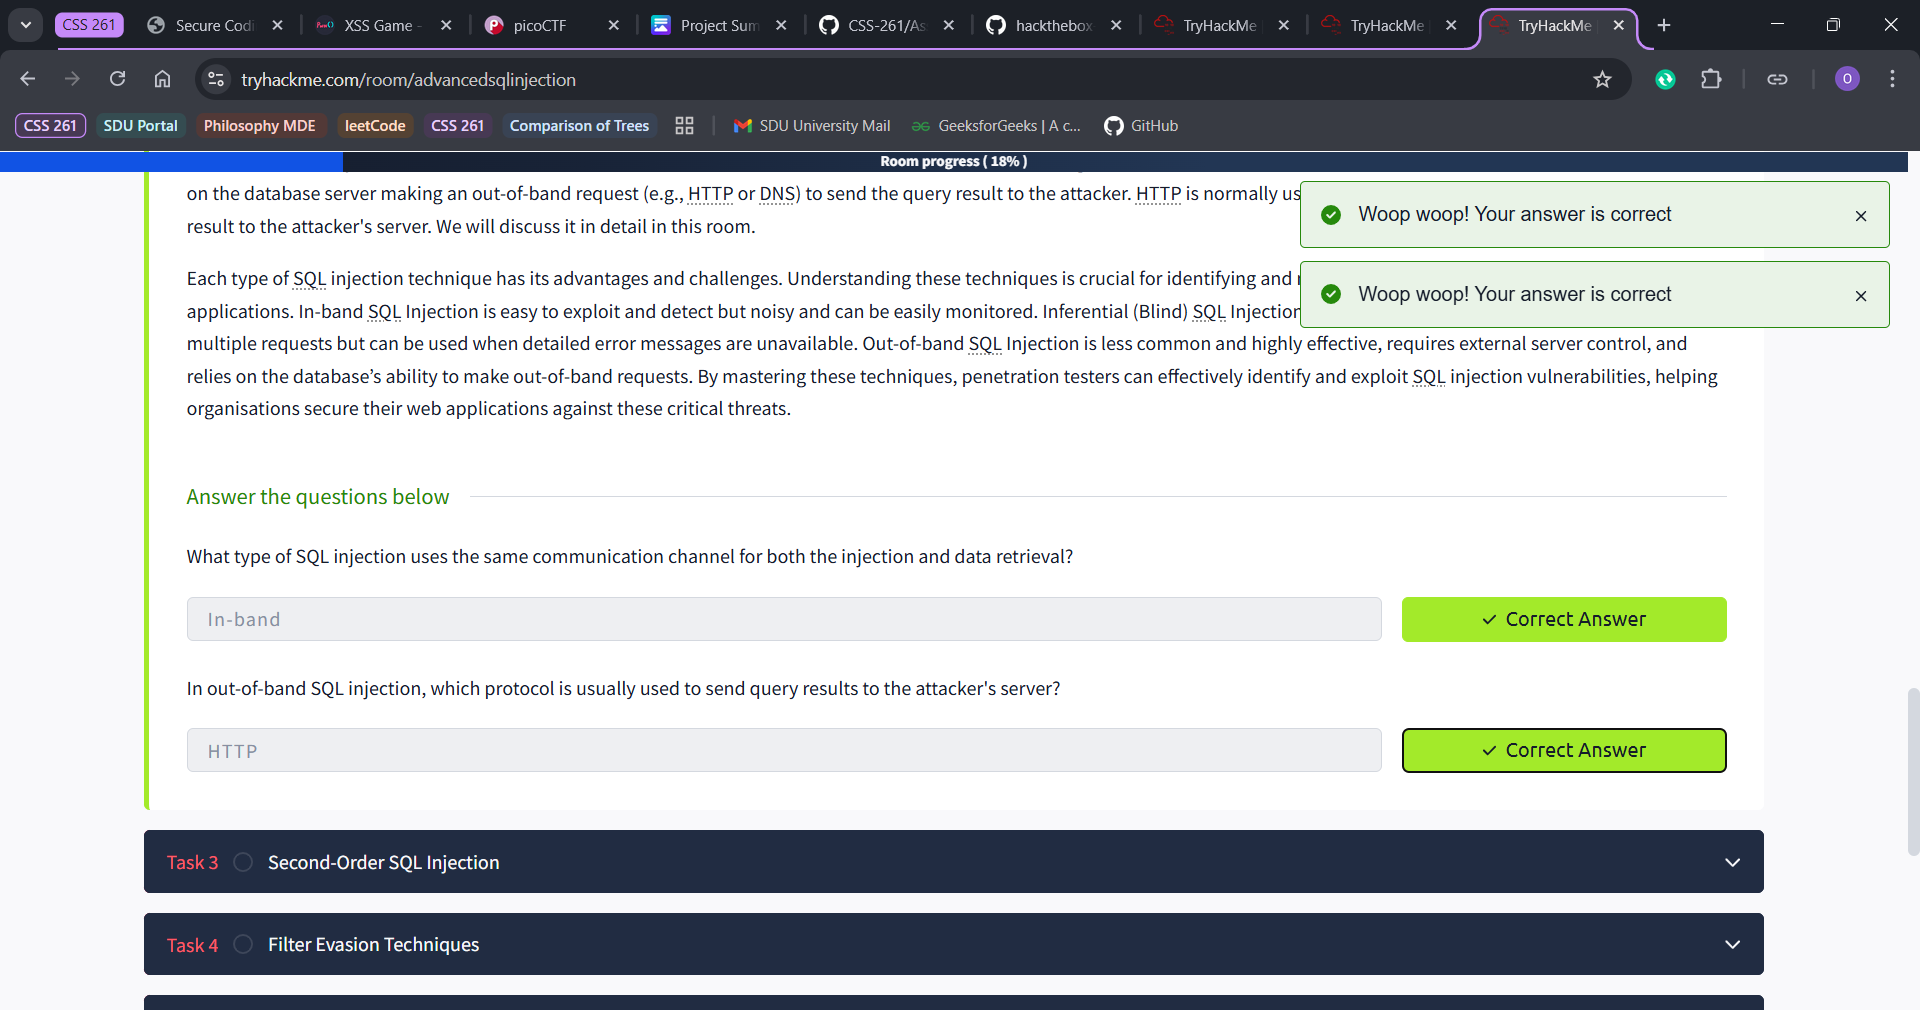 CSS 261
Secure Codi
XSS Game -
picoCTF
Project Sum
CSS-261/As
hackthebox
TryHackMe
TryHackMe
TryHackMe
tryhackme.com/room/advancedsqlinjection
O
CSS 261
SDU Portal
Philosophy MDE
leetCode
CSS 261
Comparison of Trees
SDU University Mail
GeeksforGeeks | A c...
GitHub
Room progress ( 18% )
on the database server making an out-of-band request (e.g., HTTP or DNS) to send the query result to the attacker. HTTP is normally us
result to the attacker's server. We will discuss it in detail in this room.
Woop woop! Your answer is correct
Woop woop! Your answer is correct
Each type of SQL injection technique has its advantages and challenges. Understanding these techniques is crucial for identifying and
applications. In-band SQL Injection is easy to exploit and detect but noisy and can be easily monitored. Inferential (Blind) SQL Injection
multiple requests but can be used when detailed error messages are unavailable. Out-of-band SQL Injection is less common and highly effective, requires external server control, and
relies on the database’s ability to make out-of-band requests. By mastering these techniques, penetration testers can effectively identify and exploit SQL injection vulnerabilities, helping
organisations secure their web applications against these critical threats.
Answer the questions below
What type of SQL injection uses the same communication channel for both the injection and data retrieval?
In-band
Correct Answer
In out-of-band SQL injection, which protocol is usually used to send query results to the attacker's server?
HTTP
Correct Answer
Task 3
Second-Order SQL Injection
Task 4
Filter Evasion Techniques